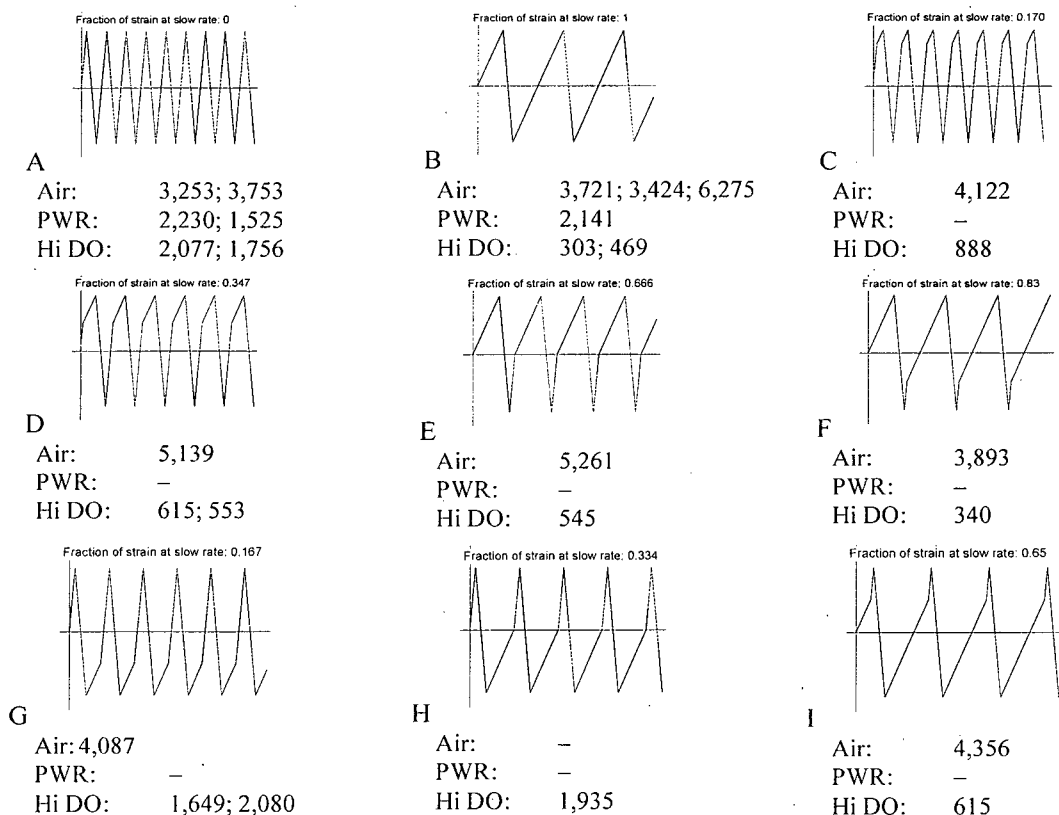 Fraction of strain at slow rate: 0
Fraction of strain at slow rate: 1
Fraction of strain at slow rate: 0.170
A
Air: 3,253; 3,753
PWR: 2,230; 1,525
Hi DO: 2,077; 1,756
B
Air: 3,721; 3,424; 6,275
PWR: 2,141
Hi DO: 303; 469
C
Air: 4,122
PWR: –
Hi DO: 888
Fraction of strain at slow rate: 0.347
Fraction of strain at slow rate: 0.666
Fraction of strain at slow rate: 0.83
D
Air: 5,139
PWR: –
Hi DO: 615; 553
E
Air: 5,261
PWR: –
Hi DO: 545
F
Air: 3,893
PWR: –
Hi DO: 340
Fraction of strain at slow rate: 0.167
Fraction of strain at slow rate: 0.334
Fraction of strain at slow rate: 0.65
G
Air: 4,087
PWR: –
Hi DO: 1,649; 2,080
H
Air: –
PWR: –
Hi DO: 1,935
I
Air: 4,356
PWR: –
Hi DO: 615